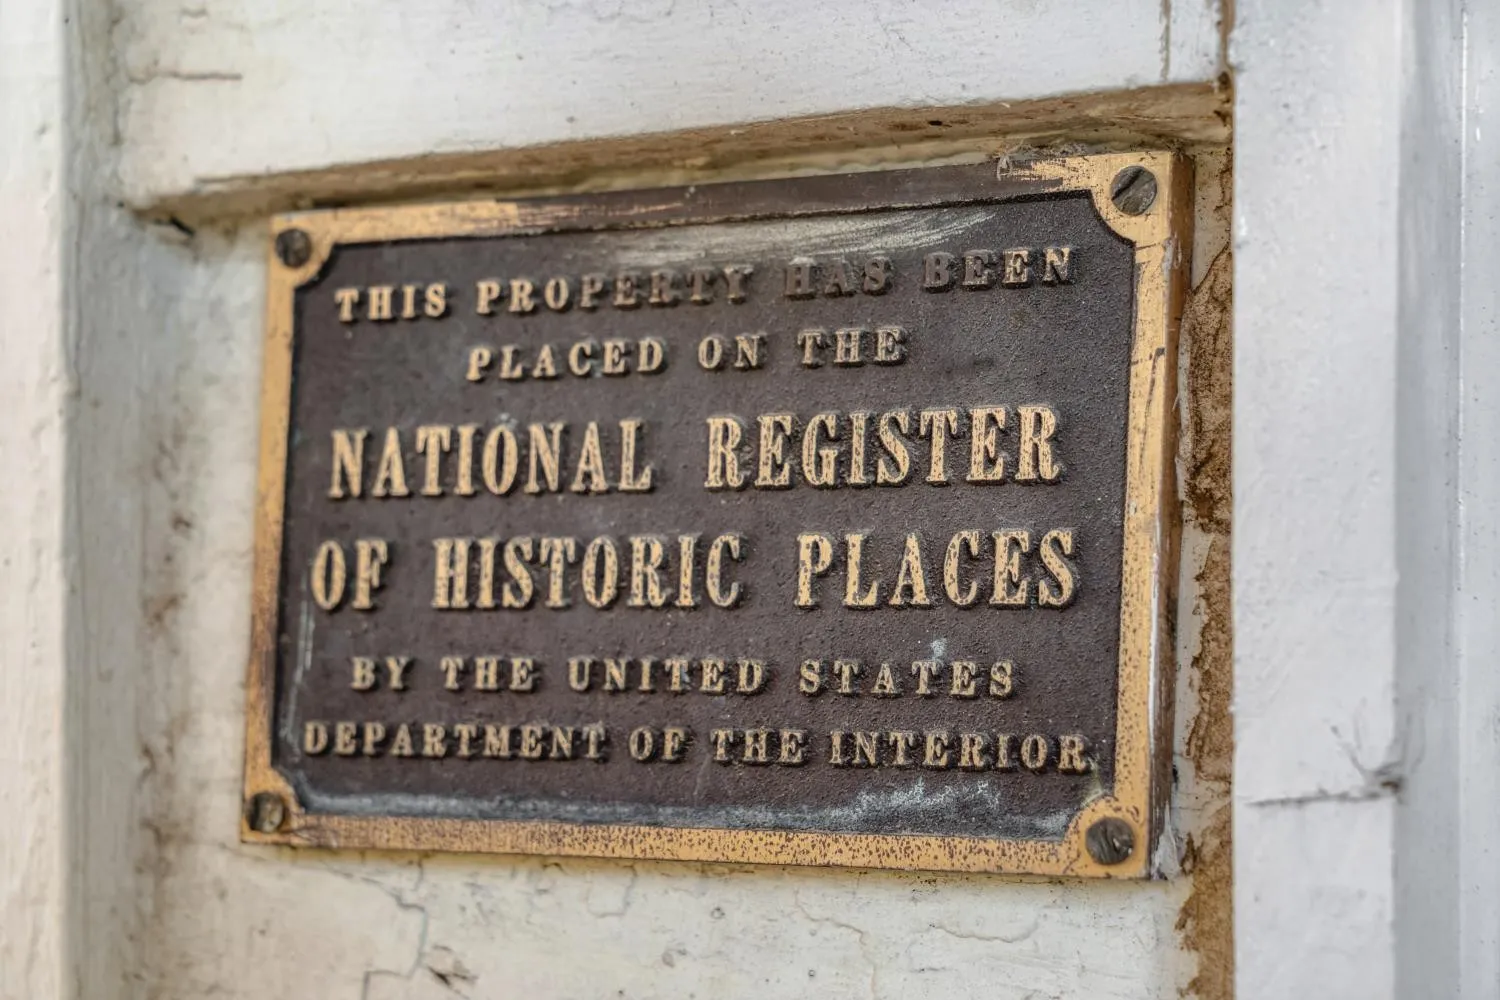 THIS PROPERTY HAS BEEN
PLACED ON THE
NATIONAL REGISTER
OF HISTORIC PLACES
BY THE UNITED STATES
DEPARTMENT OF THE INTERIOR